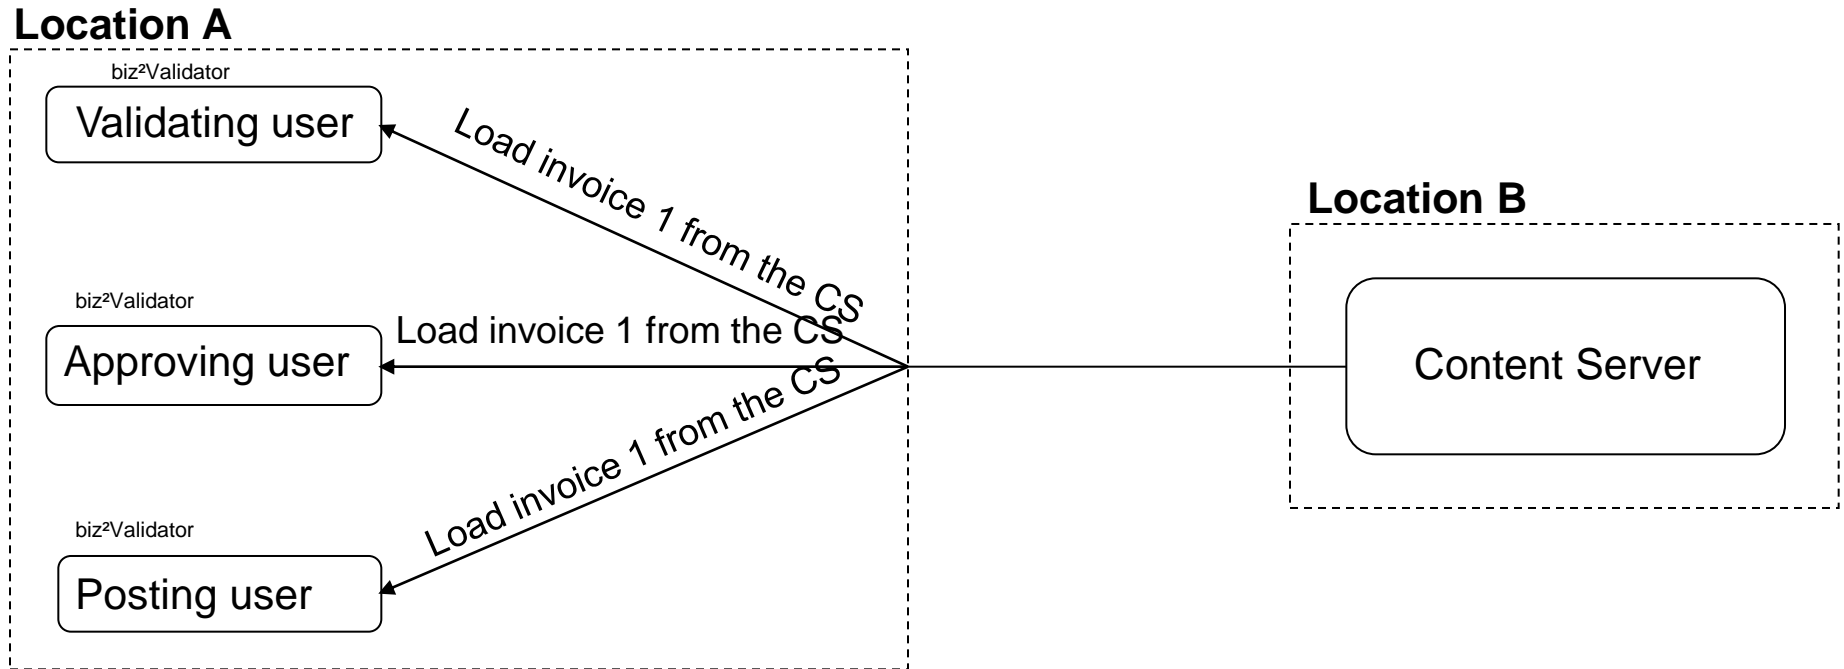 Location A
biz²Validator
Validating user
Load invoice 1 from the CS
Location B
biz²Validator
Approving user
Load invoice 1 from the CS
Content Server
Load invoice 1 from the CS
biz²Validator
Posting user